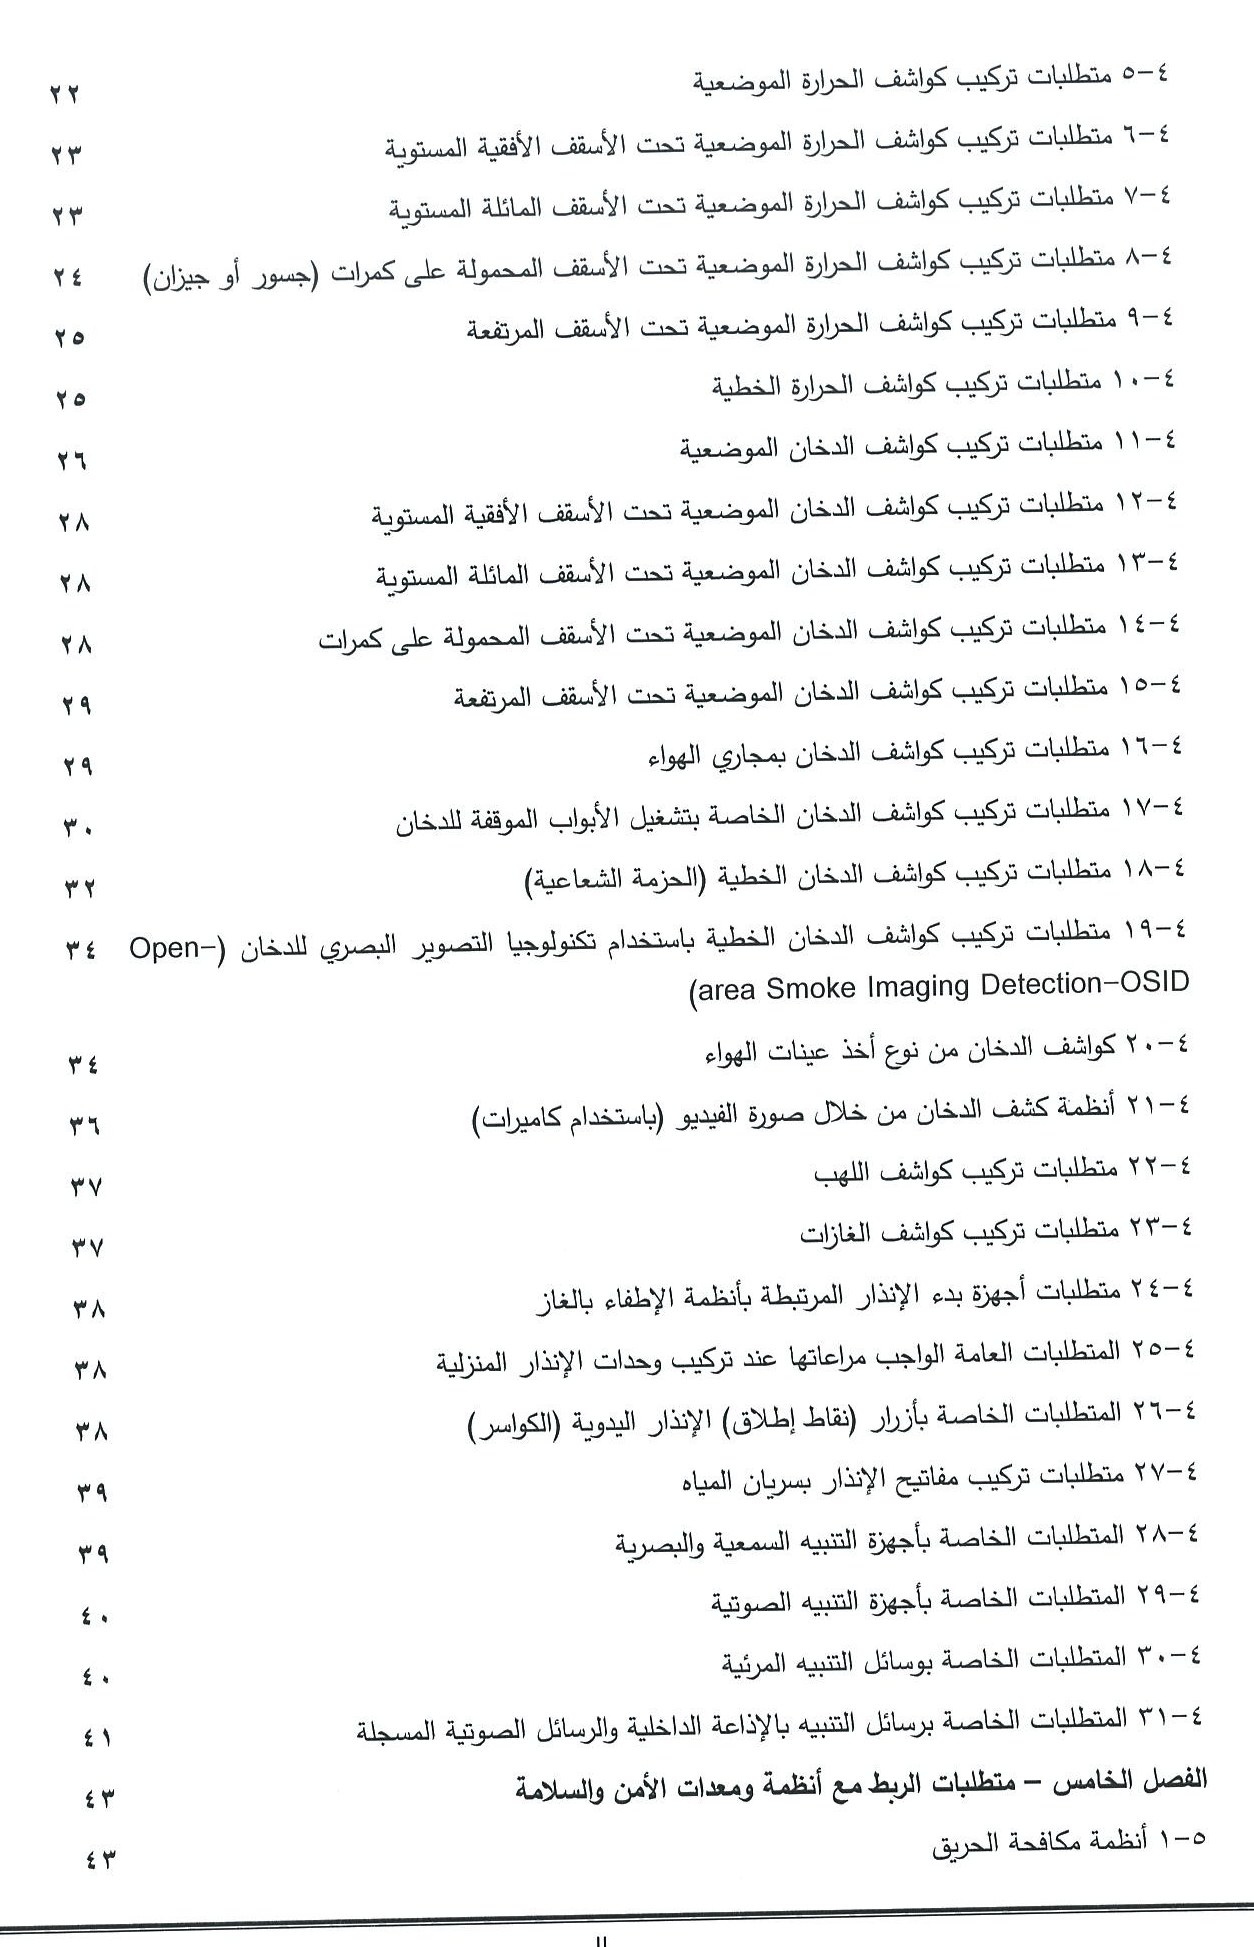 ٤-٥ متطلبات تركيب كواشف الحرارة الموضعية ٢٢
٤-٦ متطلبات تركيب كواشف الحرارة الموضعية تحت الأسقف الأفقية المستوية ٢٣
٤-٧ متطلبات تركيب كواشف الحرارة الموضعية تحت الأسقف المائلة المستوية ٢٣
٤-٨ متطلبات تركيب كواشف الحرارة الموضعية تحت الأسقف المحمولة على كمرات (جسور أو جيزان) ٢٤
٤-٩ متطلبات تركيب كواشف الحرارة الموضعية تحت الأسقف المرتفعة ٢٥
٤-١٠ متطلبات تركيب كواشف الحرارة الخطية ٢٥
٤-١١ متطلبات تركيب كواشف الدخان الموضعية ٢٦
٤-١٢ متطلبات تركيب كواشف الدخان الموضعية تحت الأسقف الأفقية المستوية ٢٨
٤-١٣ متطلبات تركيب كواشف الدخان الموضعية تحت الأسقف المائلة المستوية ٢٨
٤-١٤ متطلبات تركيب كواشف الدخان الموضعية تحت الأسقف المحمولة على كمرات ٢٨
٤-١٥ متطلبات تركيب كواشف الدخان الموضعية تحت الأسقف المرتفعة ٢٩
٤-١٦ متطلبات تركيب كواشف الدخان بمجاري الهواء ٢٩
٤-١٧ متطلبات تركيب كواشف الدخان الخاصة بتشغيل الأبواب الموقفة للدخان ٣٠
٤-١٨ متطلبات تركيب كواشف الدخان الخطية (الحزمة الشعاعية) ٣٢
٤-١٩ متطلبات تركيب كواشف الدخان الخطية باستخدام تكنولوجيا التصوير البصري للدخان (Open- ٣٤
area Smoke Imaging Detection-OSID)
٤-٢٠ كواشف الدخان من نوع أخذ عينات الهواء ٣٤
٤-٢١ أنظمة كشف الدخان من خلال صورة الفيديو (باستخدام كاميرات) ٣٦
٤-٢٢ متطلبات تركيب كواشف اللهب ٣٧
٤-٢٣ متطلبات تركيب كواشف الغازات ٣٧
٤-٢٤ متطلبات أجهزة بدء الإنذار المرتبطة بأنظمة الإطفاء بالغاز ٣٨
٤-٢٥ المتطلبات العامة الواجب مراعاتها عند تركيب وحدات الإنذار المنزلية ٣٨
٤-٢٦ المتطلبات الخاصة بأزرار (نقاط إطلاق) الإنذار اليدوية (الكواسر) ٣٨
٤-٢٧ متطلبات تركيب مفاتيح الإنذار بسريان المياه ٣٩
٤-٢٨ المتطلبات الخاصة بأجهزة التنبيه السمعية والبصرية ٣٩
٤-٢٩ المتطلبات الخاصة بأجهزة التنبيه الصوتية ٤٠
٤-٣٠ المتطلبات الخاصة بوسائل التنبيه المرئية ٤٠
٤-٣١ المتطلبات الخاصة برسائل التنبيه بالإذاعة الداخلية والرسائل الصوتية المسجلة ٤١
الفصل الخامس – متطلبات الربط مع أنظمة ومعدات الأمن والسلامة ٤٣
٥-١ أنظمة مكافحة الحريق ٤٣